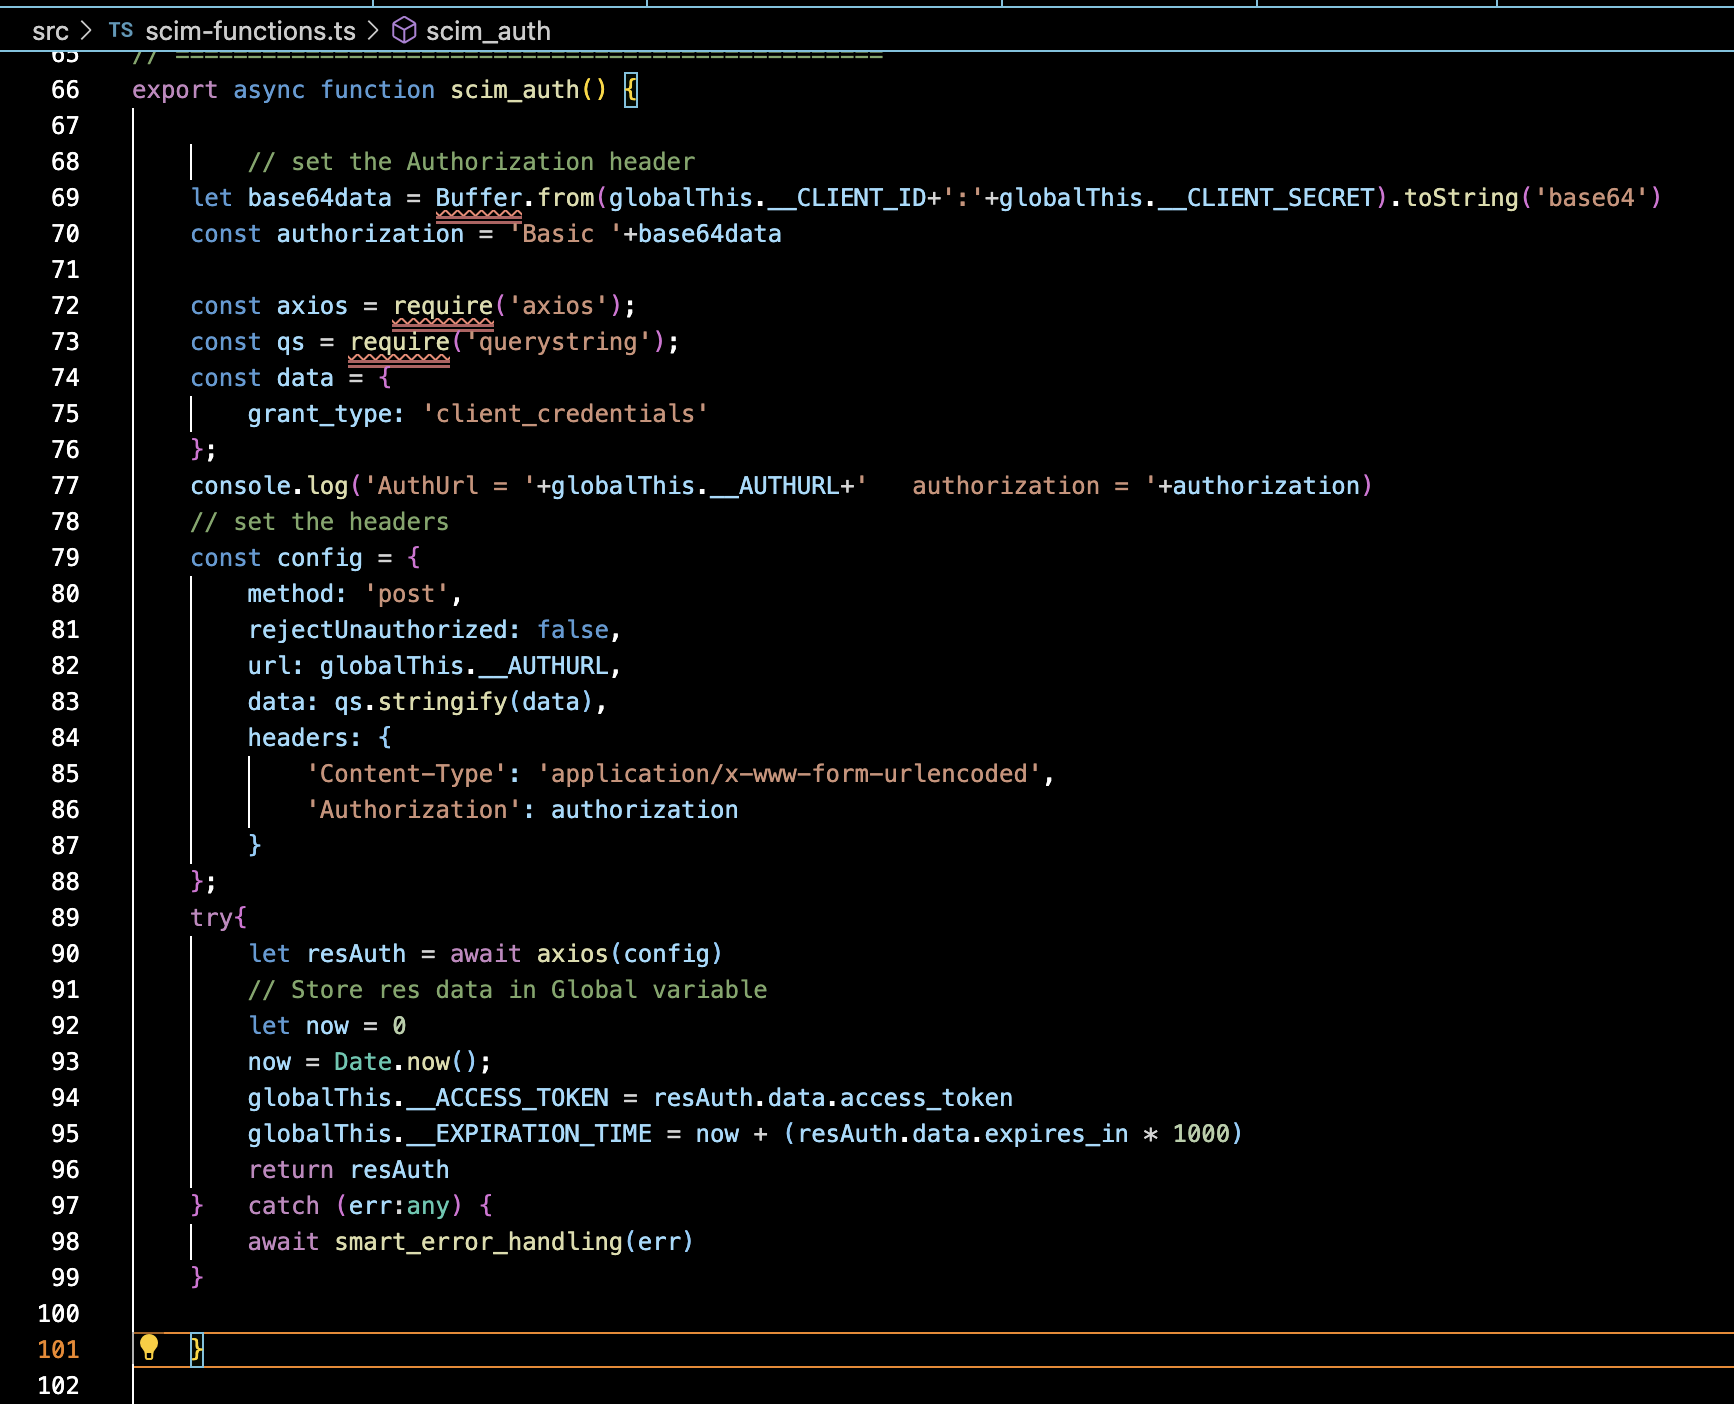 src > TS scim-functions.ts > scim_auth
65 // =================================================
66 export async function scim_auth() {
67
68 // set the Authorization header
69 let base64data = Buffer.from(globalThis.__CLIENT_ID+':'+globalThis.__CLIENT_SECRET).toString('base64')
70 const authorization = 'Basic '+base64data
71
72 const axios = require('axios');
73 const qs = require('querystring');
74 const data = {
75 grant_type: 'client_credentials'
76 };
77 console.log('AuthUrl = '+globalThis.__AUTHURL+'   authorization = '+authorization)
78 // set the headers
79 const config = {
80 method: 'post',
81 rejectUnauthorized: false,
82 url: globalThis.__AUTHURL,
83 data: qs.stringify(data),
84 headers: {
85 'Content-Type': 'application/x-www-form-urlencoded',
86 'Authorization': authorization
87 }
88 };
89 try{
90 let resAuth = await axios(config)
91 // Store res data in Global variable
92 let now = 0
93 now = Date.now();
94 globalThis.__ACCESS_TOKEN = resAuth.data.access_token
95 globalThis.__EXPIRATION_TIME = now + (resAuth.data.expires_in * 1000)
96 return resAuth
97 }   catch (err:any) {
98 await smart_error_handling(err)
99 }
100
101 }
102